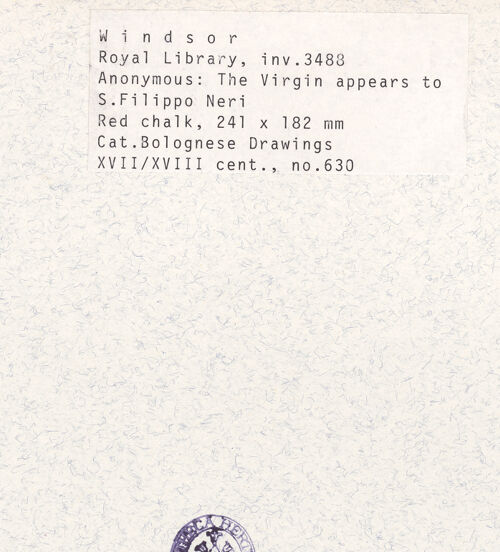 Windsor
Royal Library, inv.3488
Anonymous: The Virgin appears to
S.Filippo Neri
Red chalk, 241 x 182 mm
Cat.Bolognese Drawings
XVII/XVIII cent., no.630